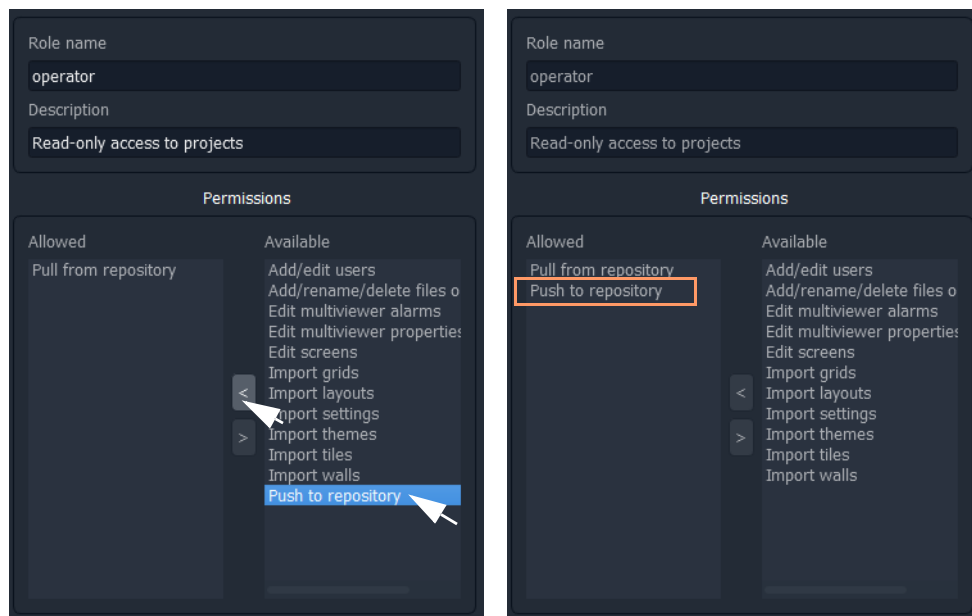 Role name
operator
Description
Read-only access to projects
Permissions
Allowed
Pull from repository
<
>
Available
Add/edit users
Add/rename/delete files o
Edit multiviewer alarms
Edit multiviewer properties
Edit screens
Import grids
Import layouts
Import settings
Import themes
Import tiles
Import walls
Push to repository
Role name
operator
Description
Read-only access to projects
Permissions
Allowed
Pull from repository
Push to repository
<
>
Available
Add/edit users
Add/rename/delete files o
Edit multiviewer alarms
Edit multiviewer properties
Edit screens
Import grids
Import layouts
Import settings
Import themes
Import tiles
Import walls